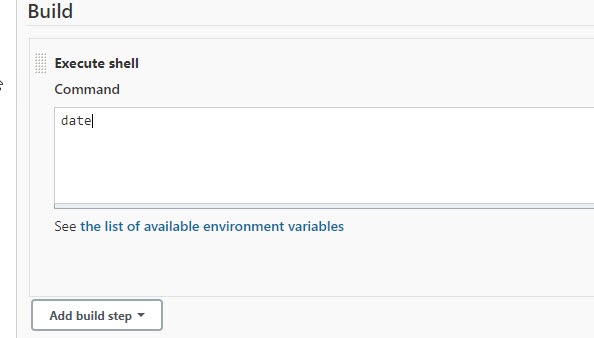 Build
Execute shell
Command
date
See the list of available environment variables
Add build step